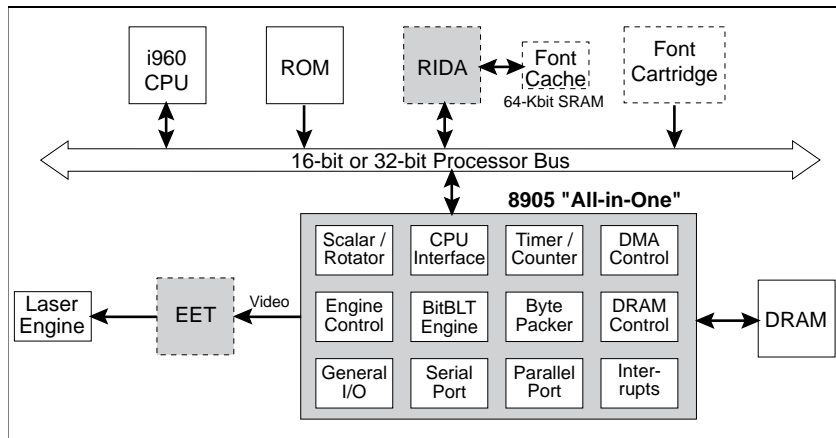 i960
CPU
ROM
RIDA
Font
Cache
64-Kbit SRAM
Font
Cartridge
16-bit or 32-bit Processor Bus
8905 "All-in-One"
Scalar /
Rotator
CPU
Interface
Timer /
Counter
DMA
Control
Laser
Engine
EET
Video
Engine
Control
BitBLT
Engine
Byte
Packer
DRAM
Control
DRAM
General
I/O
Serial
Port
Parallel
Port
Inter-
rupts